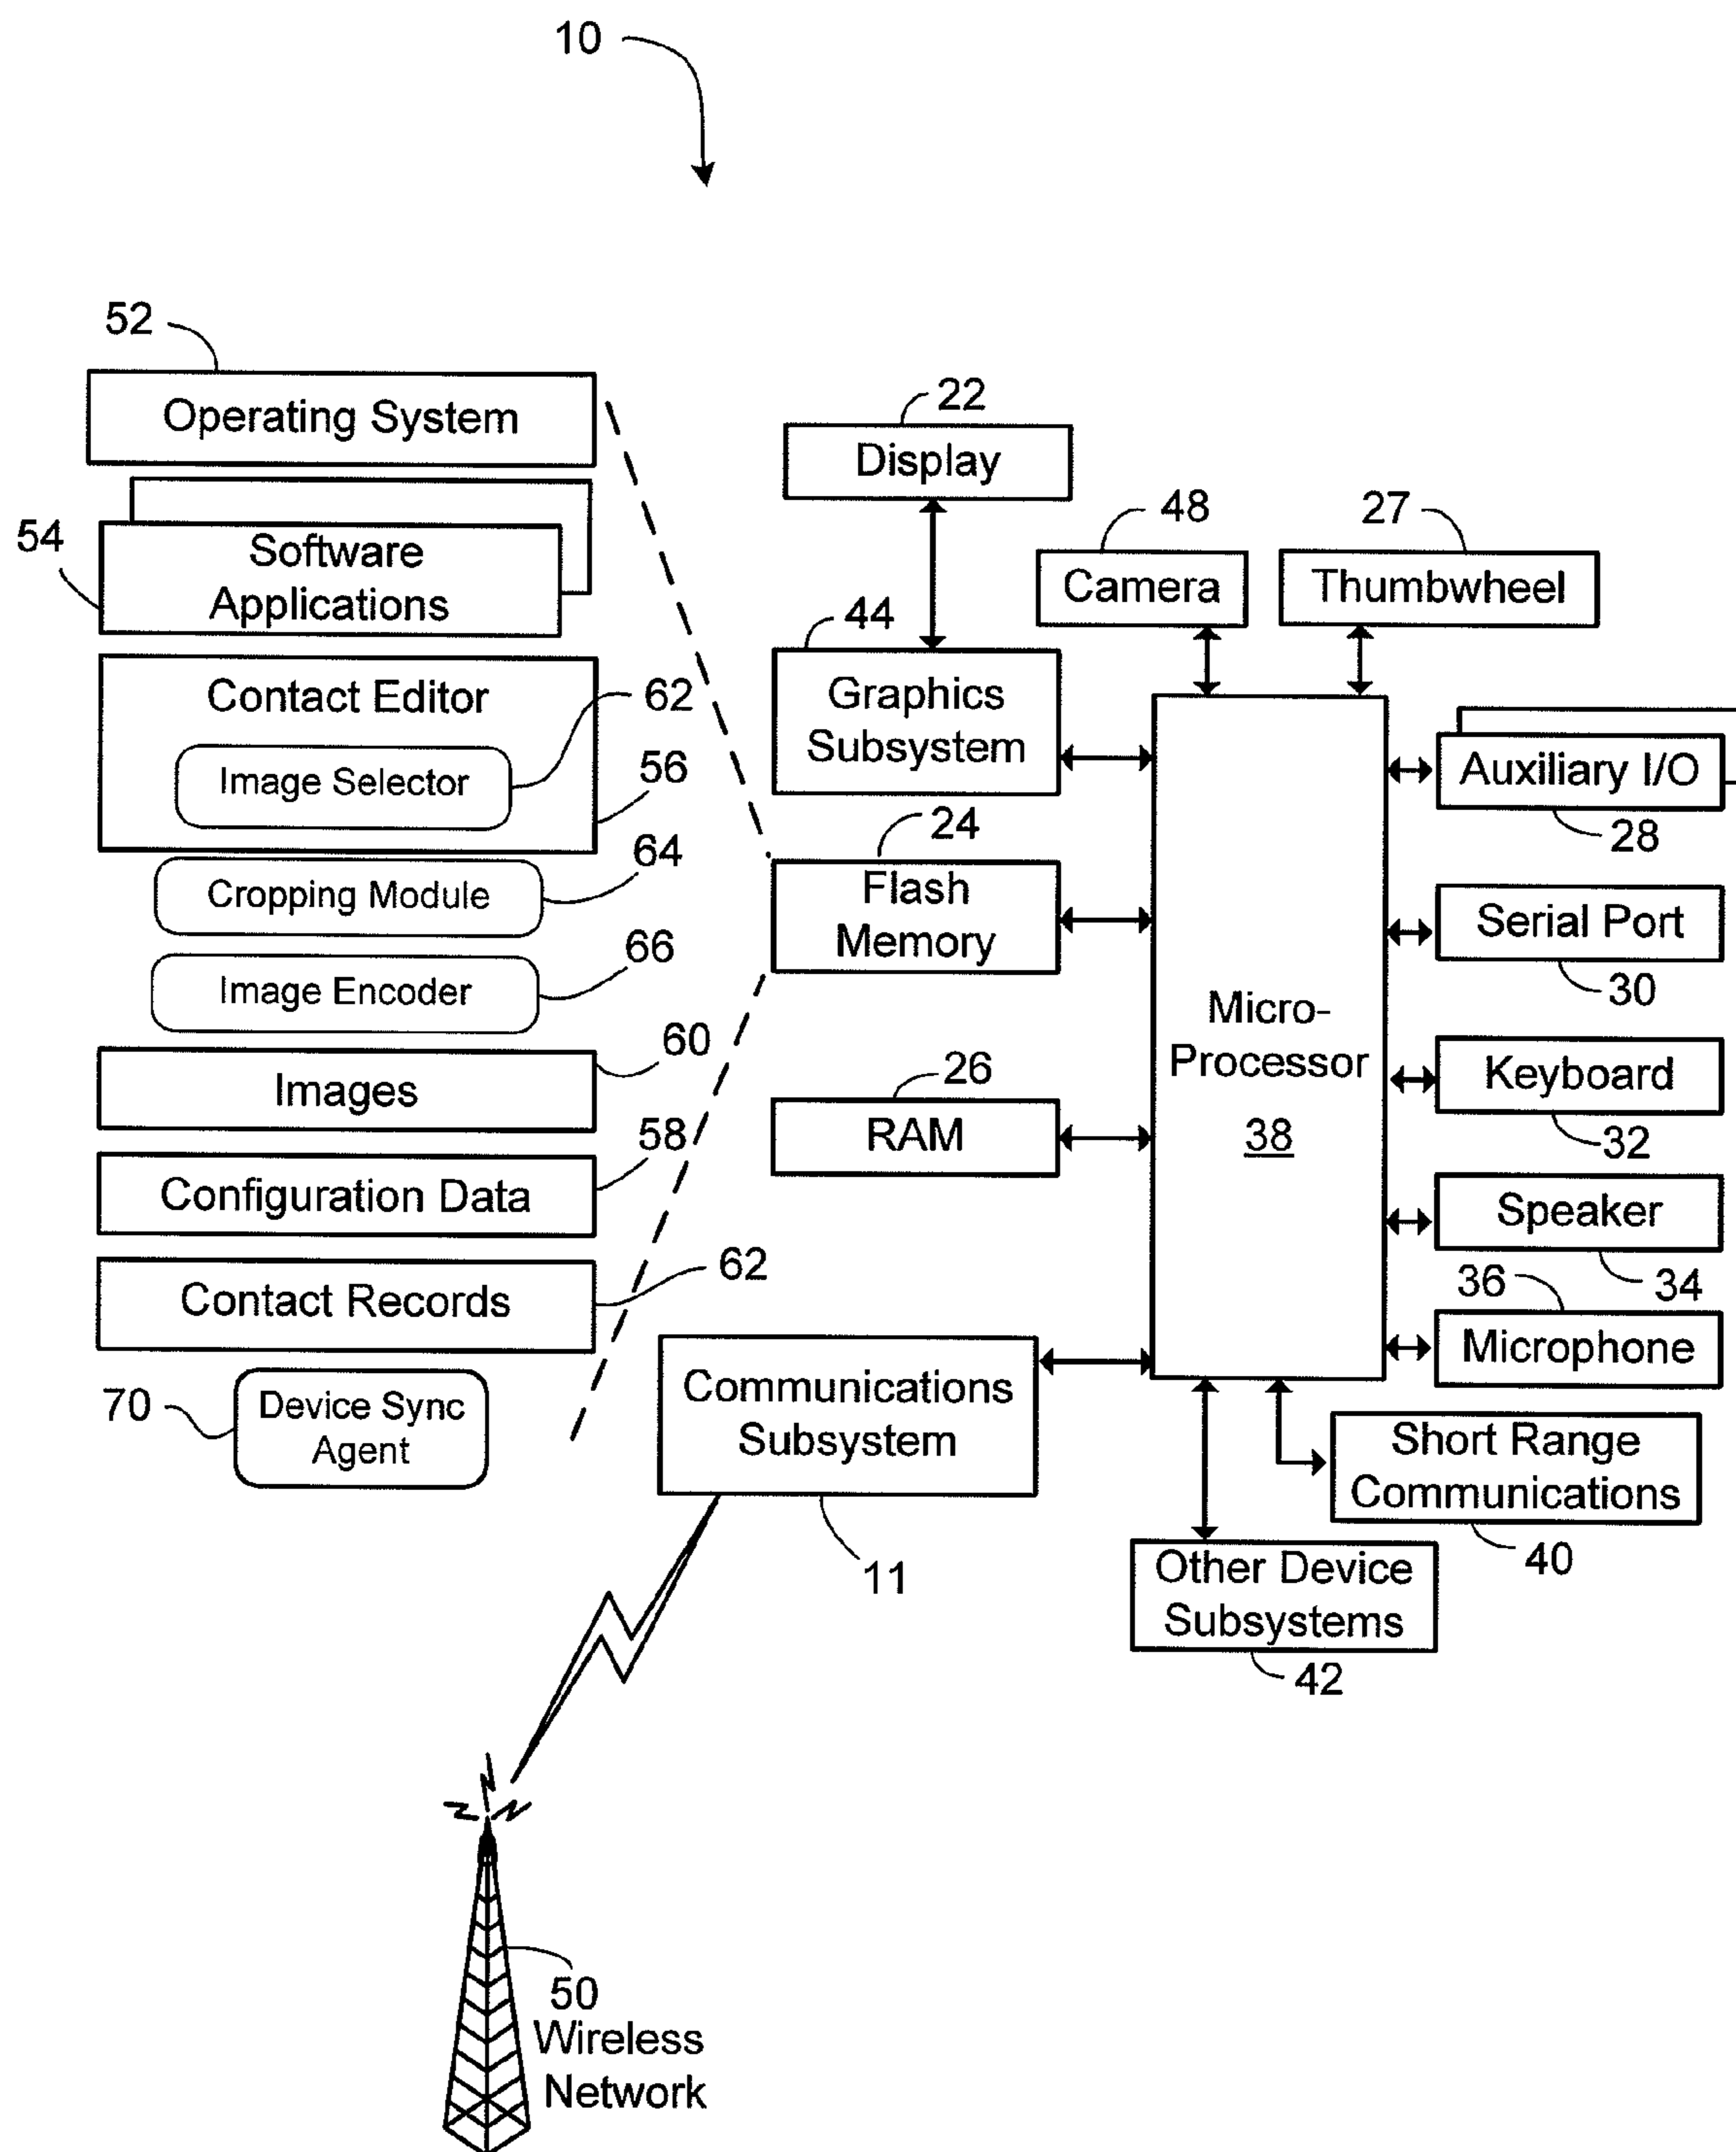 10
52
Operating System
54
Software
Applications
Contact Editor
62
Image Selector
56
64
Cropping Module
66
Image Encoder
60
Images
58
Configuration Data
62
Contact Records
70
Device Sync
Agent
22
Display
48
Camera
27
Thumbwheel
44
Graphics
Subsystem
24
Flash
Memory
26
RAM
Micro-
Processor
38
Auxiliary I/O
28
Serial Port
30
Keyboard
32
Speaker
34
36
Microphone
Communications
Subsystem
11
Short Range
Communications
40
Other Device
Subsystems
42
50
Wireless
Network